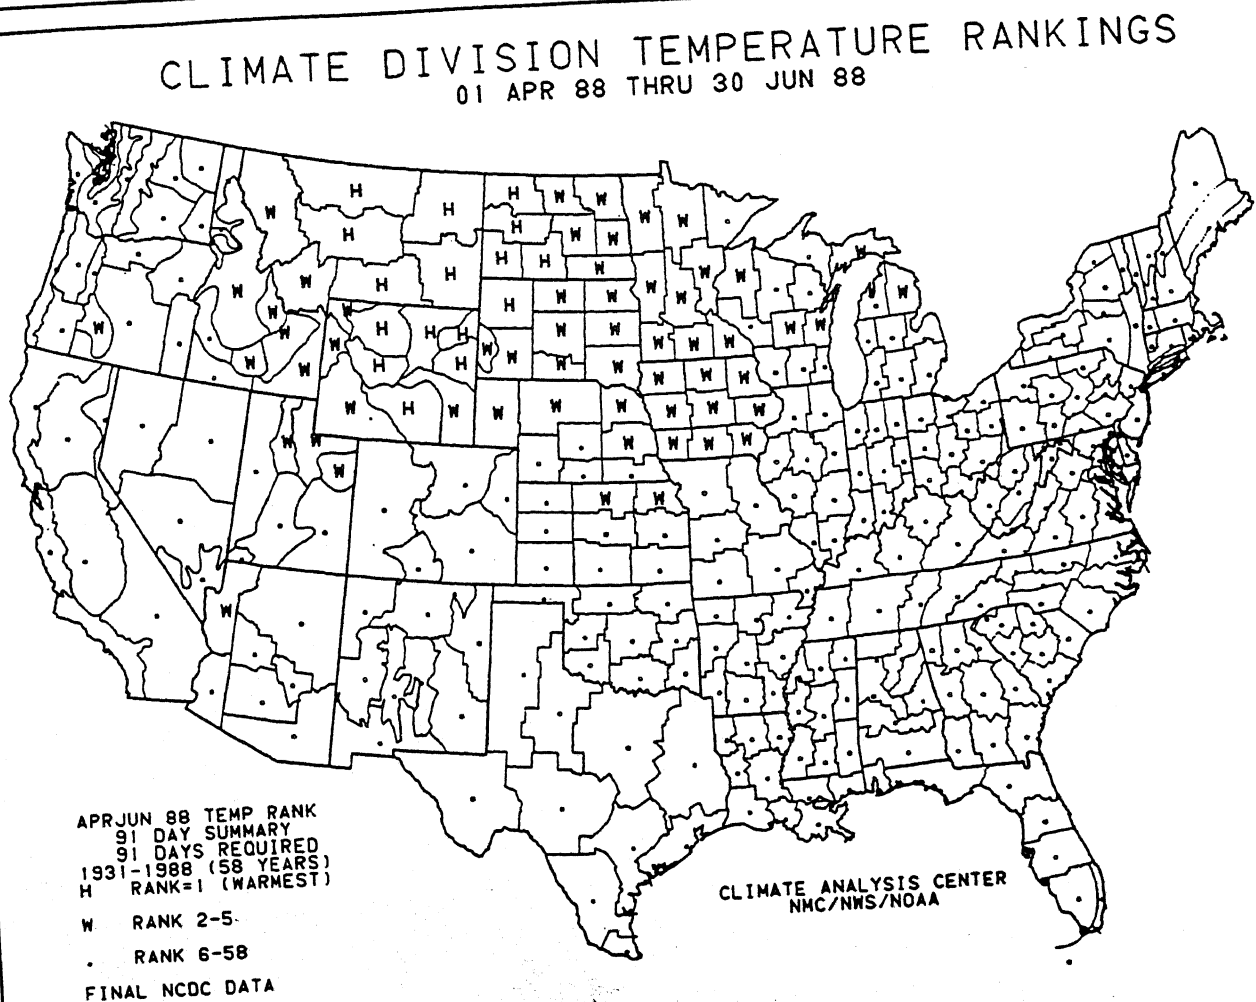 CLIMATE DIVISION TEMPERATURE RANKINGS
01 APR 88 THRU 30 JUN 88
APRJUN 88 TEMP RANK
91 DAY SUMMARY
91 DAYS REQUIRED
1931-1988 (58 YEARS)
H RANK=1 (WARMEST)
W RANK 2-5
. RANK 6-58
FINAL NCDC DATA
CLIMATE ANALYSIS CENTER
NMC/NWS/NOAA